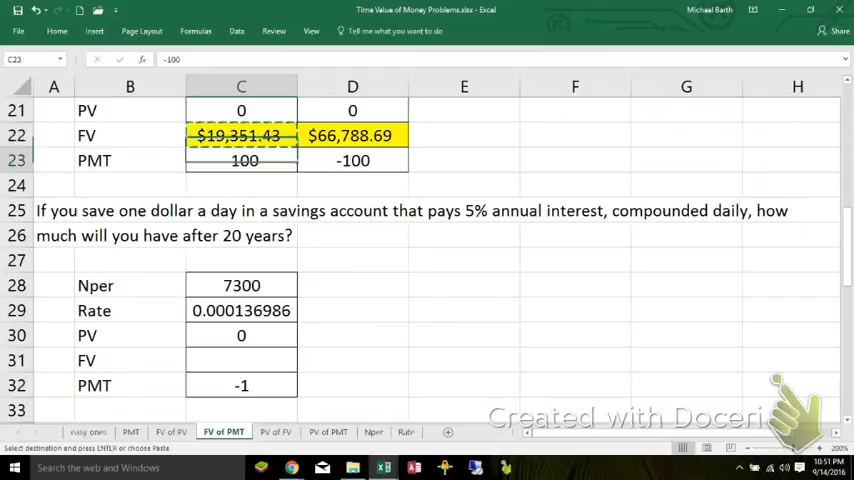 Time Value of Money Problems.xlsx - Excel
Michael Barth
File Home Insert Page Layout Formulas Data Review View Tell me what you want to do Share
C23 fx -100
A B C D E F G H
21 PV 0 0
22 FV $19,351.43 $66,788.69
23 PMT 100 -100
24
25 If you save one dollar a day in a savings account that pays 5% annual interest, compounded daily, how
26 much will you have after 20 years?
27
28 Nper 7300
29 Rate 0.000136986
30 PV 0
31 FV
32 PMT -1
33
Created with Doceri
easy ones PMT FV of PV FV of PMT PV of FV PV of PMT Nper Rate
Select destination and press ENTER or choose Paste
200%
Search the web and Windows
10:51 PM
9/14/2016